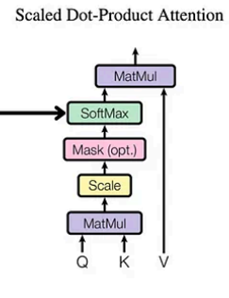 Scaled Dot-Product Attention
MatMul
SoftMax
Mask (opt.)
Scale
MatMul
Q K V